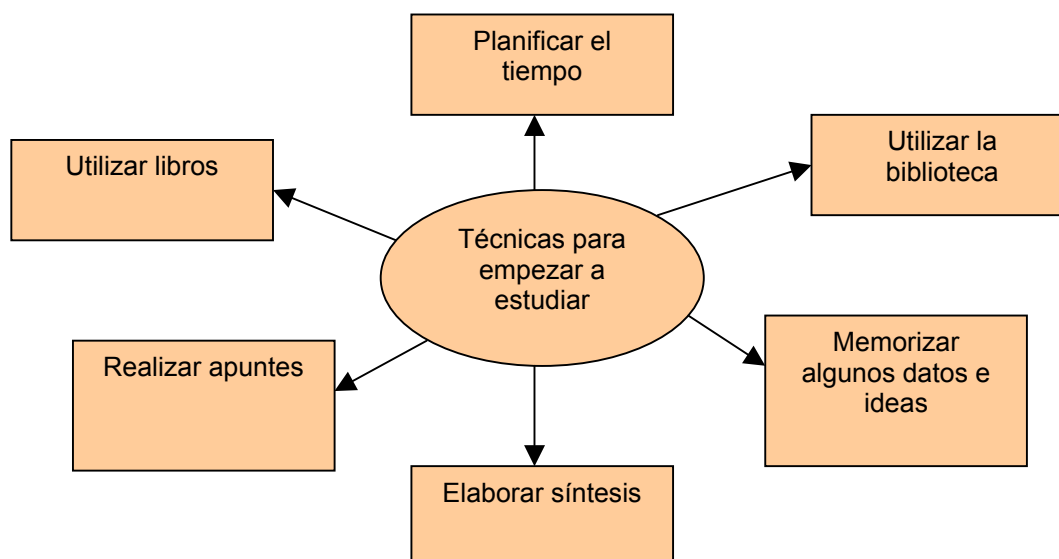 Planificar el
tiempo
Utilizar la
biblioteca
Utilizar libros
Técnicas para
empezar a
estudiar
Memorizar
algunos datos e
ideas
Realizar apuntes
Elaborar síntesis